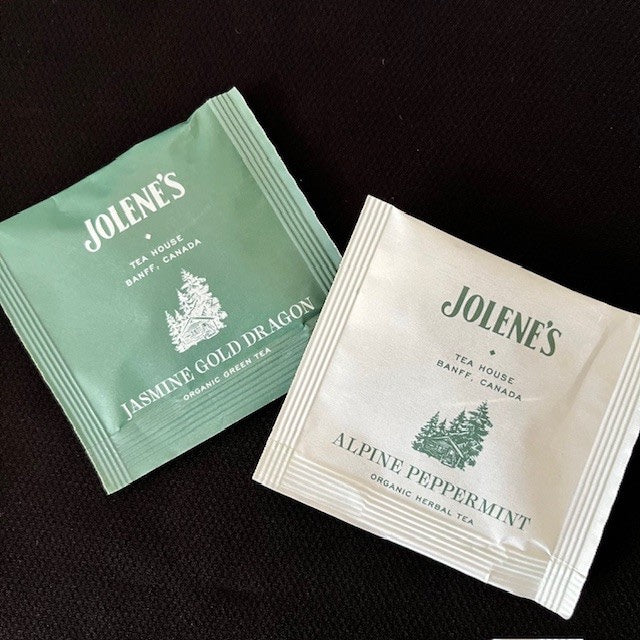 JOLENE'S
TEA HOUSE
BANFF, CANADA
JASMINE GOLD DRAGON
ORGANIC GREEN TEA
JOLENE'S
TEA HOUSE
BANFF, CANADA
ALPINE PEPPERMINT
ORGANIC HERBAL TEA